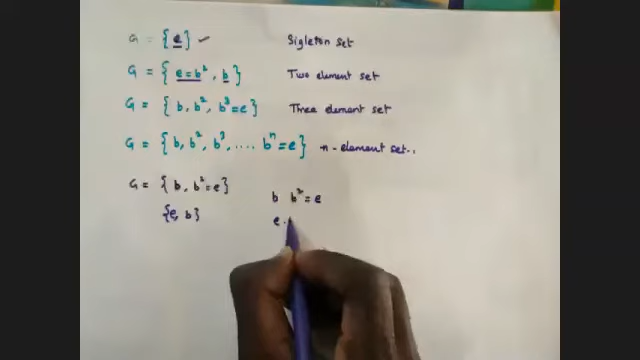 G = {e} ✓ Sigleton set
G = {e = b², b} Two element set
G = {b, b², b³ = e} Three element set
G = {b, b², b³, .... bⁿ = e} n-element set..
G = {b, b² = e} b b² = e
{e, b} e .